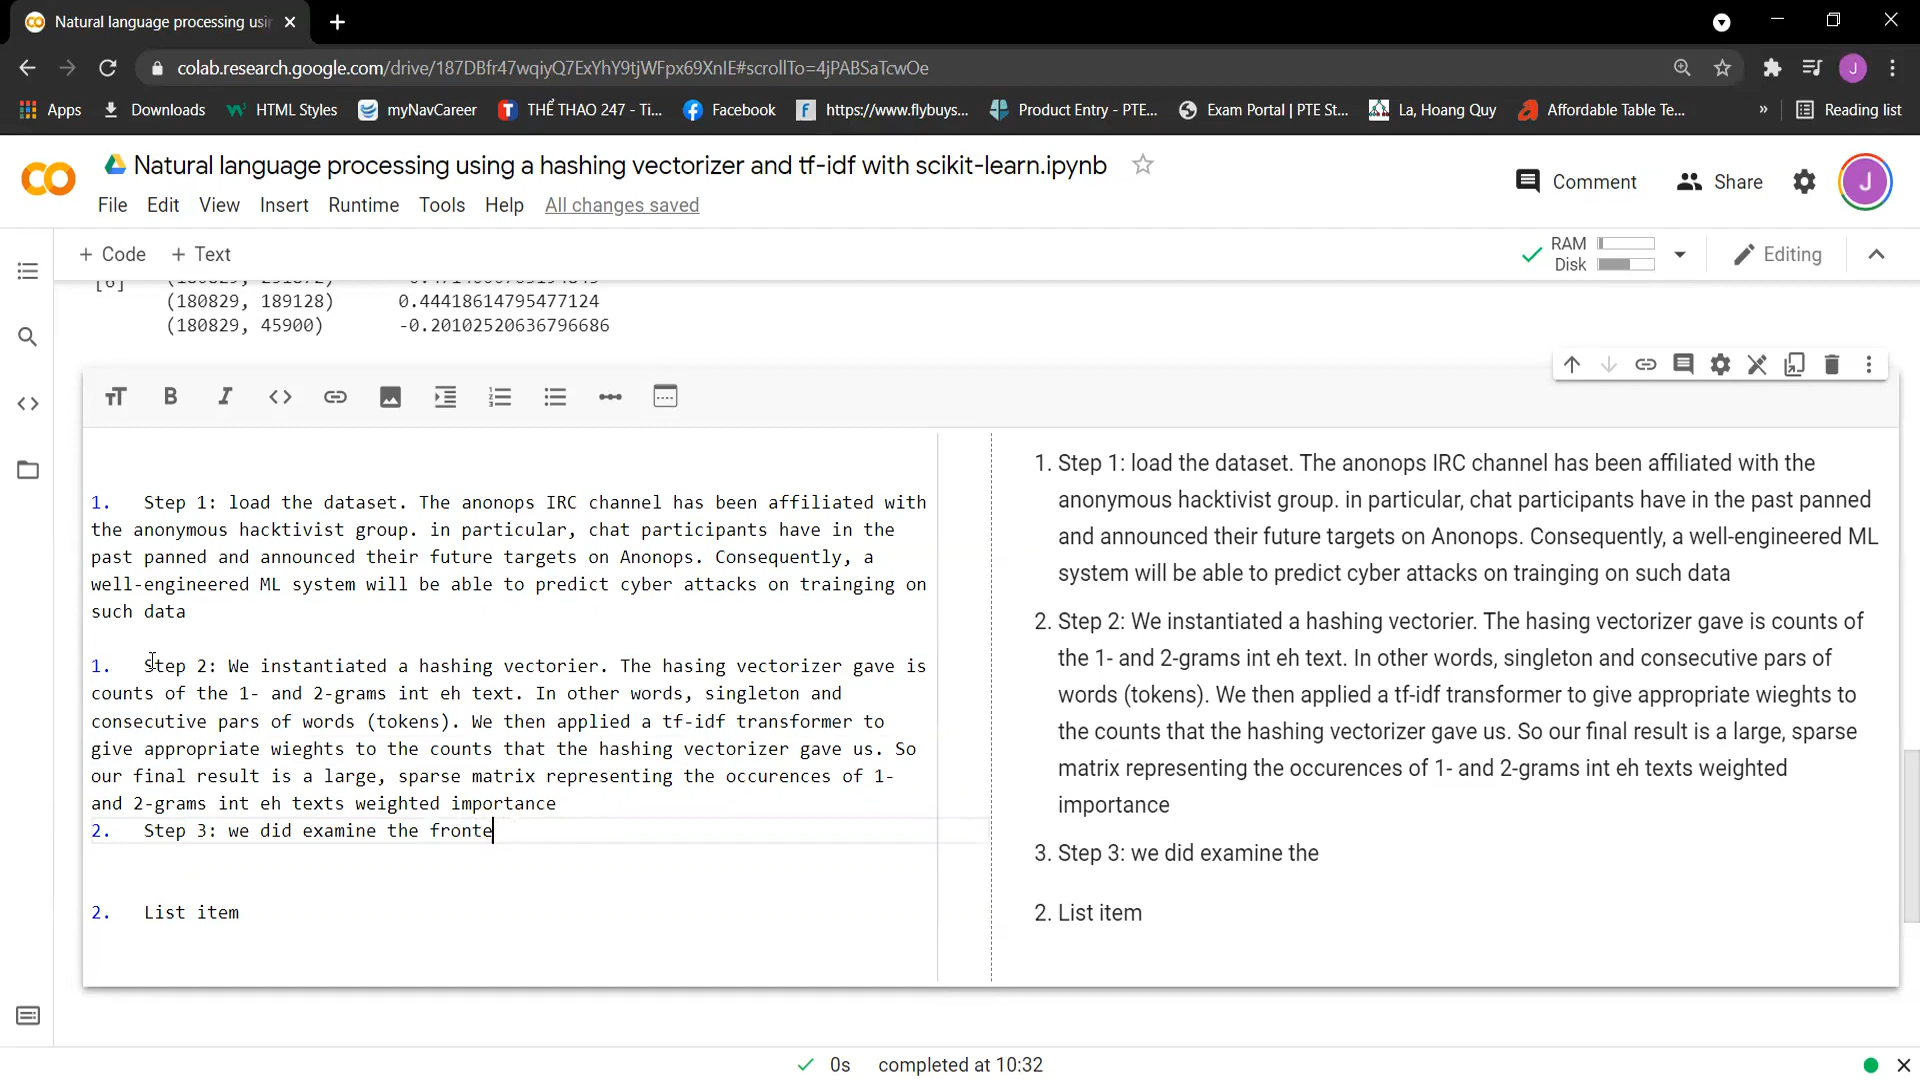 Natural language processing usin
colab.research.google.com/drive/187DBfr47wqiyQ7ExYhY9tjWFpx69XnIE#scrollTo=4jPABSaTcwOe
J
Apps Downloads HTML Styles myNavCareer THỂ THAO 247 - Ti... Facebook https://www.flybuys... Product Entry - PTE... Exam Portal | PTE St... La, Hoang Quy Affordable Table Te... » Reading list
Natural language processing using a hashing vectorizer and tf-idf with scikit-learn.ipynb
Comment Share J
File Edit View Insert Runtime Tools Help All changes saved
+ Code + Text
RAM
Disk
Editing
[6]
(180829, 189128) 0.44418614795477124
(180829, 45900) -0.20102520636796686
1. Step 1: load the dataset. The anonops IRC channel has been affiliated with
the anonymous hacktivist group. in particular, chat participants have in the
past panned and announced their future targets on Anonops. Consequently, a
well-engineered ML system will be able to predict cyber attacks on trainging on
such data
1. Step 2: We instantiated a hashing vectorier. The hasing vectorizer gave is
counts of the 1- and 2-grams int eh text. In other words, singleton and
consecutive pars of words (tokens). We then applied a tf-idf transformer to
give appropriate wieghts to the counts that the hashing vectorizer gave us. So
our final result is a large, sparse matrix representing the occurences of 1-
and 2-grams int eh texts weighted importance
2. Step 3: we did examine the fronte
2. List item
1. Step 1: load the dataset. The anonops IRC channel has been affiliated with the
anonymous hacktivist group. in particular, chat participants have in the past panned
and announced their future targets on Anonops. Consequently, a well-engineered ML
system will be able to predict cyber attacks on trainging on such data
2. Step 2: We instantiated a hashing vectorier. The hasing vectorizer gave is counts of
the 1- and 2-grams int eh text. In other words, singleton and consecutive pars of
words (tokens). We then applied a tf-idf transformer to give appropriate wieghts to
the counts that the hashing vectorizer gave us. So our final result is a large, sparse
matrix representing the occurences of 1- and 2-grams int eh texts weighted
importance
3. Step 3: we did examine the
2. List item
0s completed at 10:32